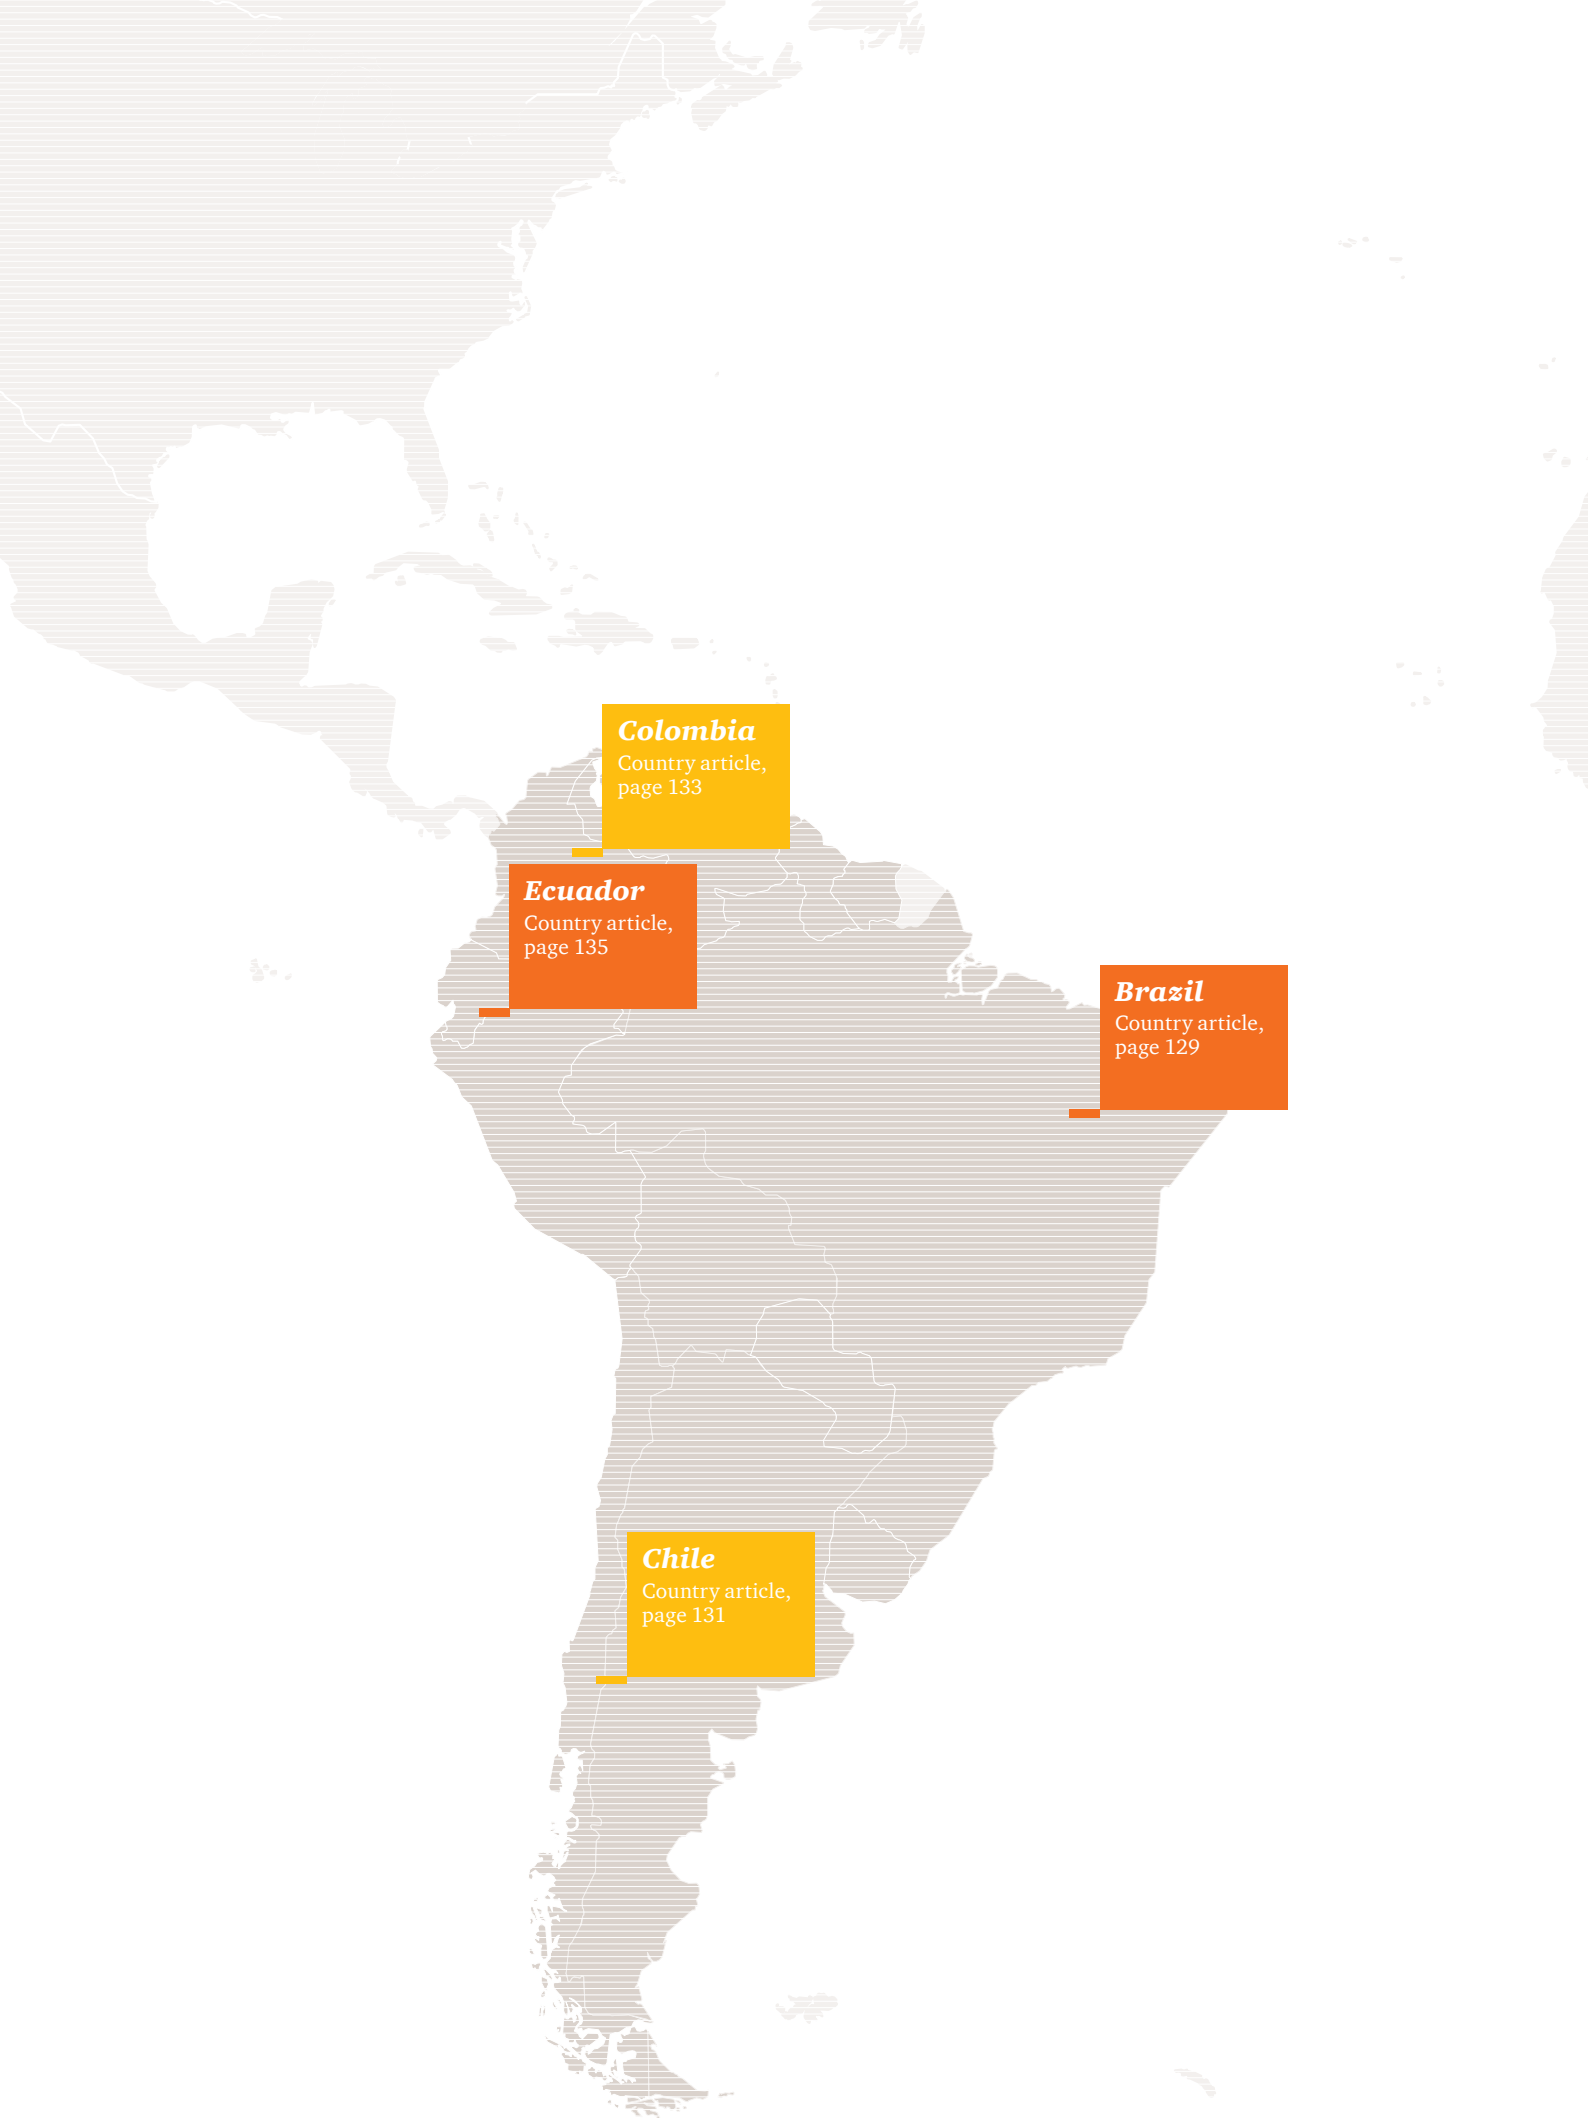 Colombia
Country article,
page 133
Ecuador
Country article,
page 135
Brazil
Country article,
page 129
Chile
Country article,
page 131